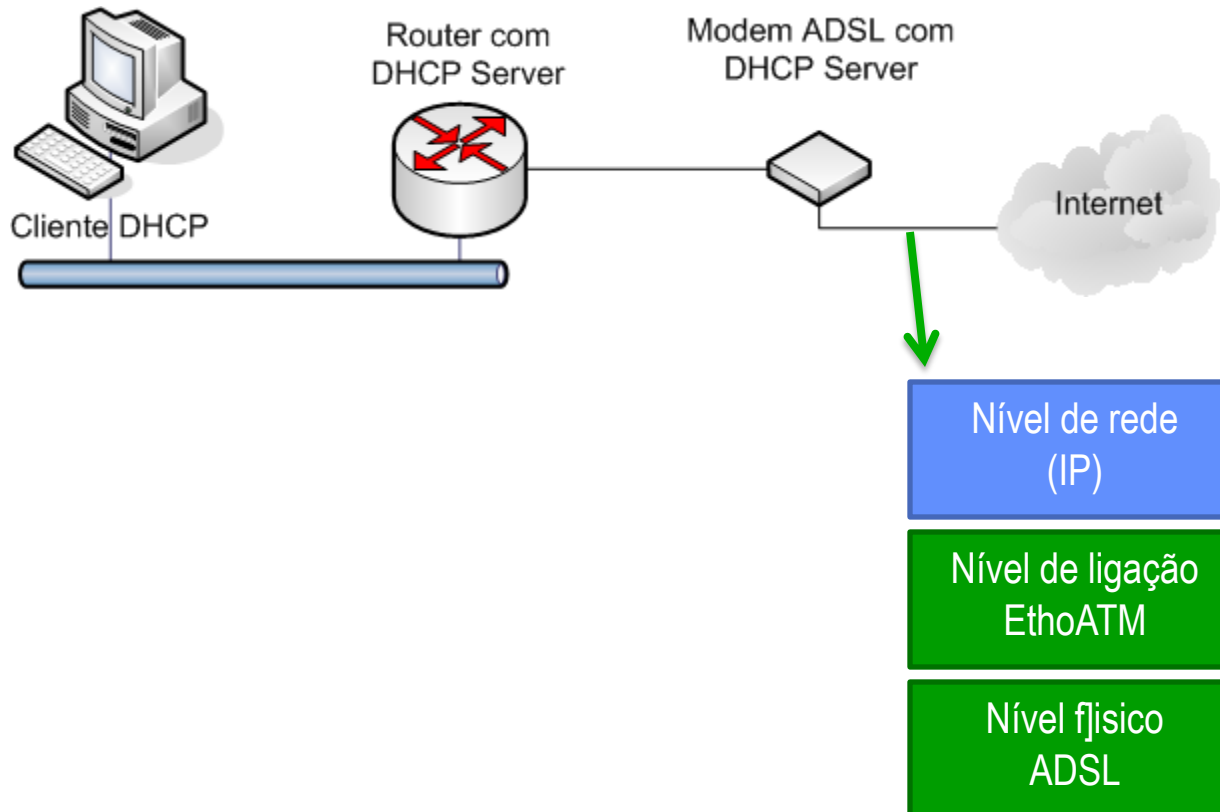 Router com
DHCP Server
Modem ADSL com
DHCP Server
Internet
Cliente DHCP
Nível de rede
(IP)
Nível de ligação
EthoATM
Nível f]isico
ADSL